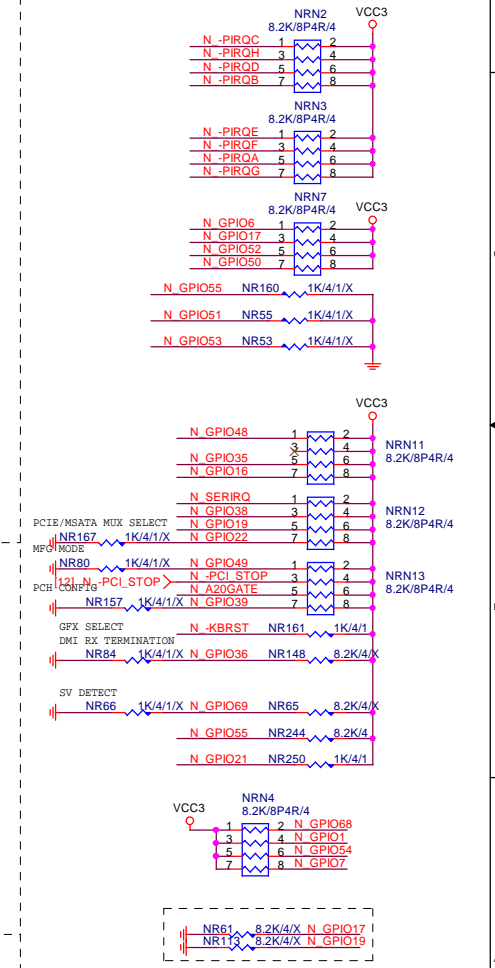 NRN2
8.2K/8P4R/4
VCC3
N_-PIRQC 1 2
N_-PIRQH 3 4
N_-PIRQD 5 6
N_-PIRQB 7 8
NRN3
8.2K/8P4R/4
N_-PIRQE 1 2
N_-PIRQF 3 4
N_-PIRQA 5 6
N_-PIRQG 7 8
NRN7
8.2K/8P4R/4
VCC3
N_GPIO6 1 2
N_GPIO17 3 4
N_GPIO52 5 6
N_GPIO50 7 8
N_GPIO55 NR160 1K/4/1/X
N_GPIO51 NR55 1K/4/1/X
N_GPIO53 NR53 1K/4/1/X
VCC3
N_GPIO48 1 2
3 4 NRN11
N_GPIO35 5 6 8.2K/8P4R/4
N_GPIO16 7 8
N_SERIRQ 1 2
N_GPIO38 3 4 NRN12
N_GPIO19 5 6 8.2K/8P4R/4
PCIE/MSATA MUX SELECT
NR167 1K/4/1/X N_GPIO22 7 8
MFG MODE
NR80 1K/4/1/X N_GPIO49 1 2
[12] N_-PCI_STOP N_-PCI_STOP 3 4 NRN13
PCH CONFIG
N_A20GATE 5 6 8.2K/8P4R/4
NR157 1K/4/1/X N_GPIO39 7 8
GFX SELECT
N_-KBRST NR161 1K/4/1
DMI RX TERMINATION
NR84 1K/4/1/X N_GPIO36 NR148 8.2K/4/X
SV DETECT
NR66 1K/4/1/X N_GPIO69 NR65 8.2K/4/X
N_GPIO55 NR244 8.2K/4
N_GPIO21 NR250 1K/4/1
NRN4
VCC3
8.2K/8P4R/4
1 2 N_GPIO68
3 4 N_GPIO1
5 6 N_GPIO54
7 8 N_GPIO7
NR61 8.2K/4/X N_GPIO17
NR113 8.2K/4/X N_GPIO19